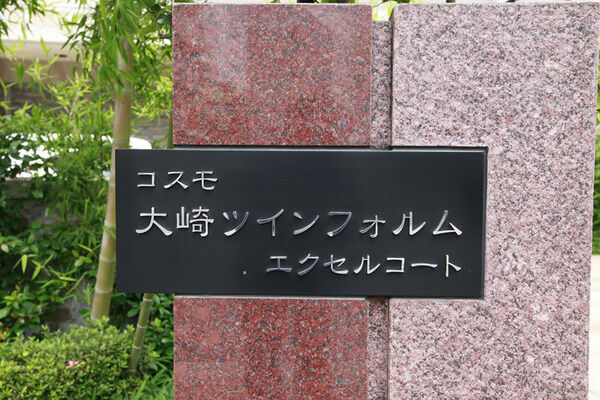 コスモ
大崎ツインフォルム
エクセルコート